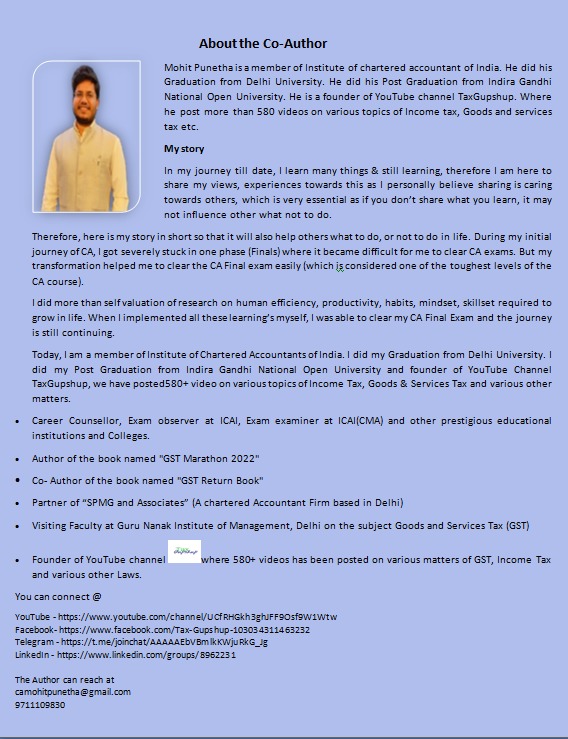 About the Co-Author
Mohit Punetha is a member of Institute of chartered accountant of India. He did his
Graduation from Delhi University. He did his Post Graduation from Indira Gandhi
National Open University. He is a founder of YouTube channel TaxGupshup. Where
he post more than 580 videos on various topics of Income tax, Goods and services
tax etc.
My story
In my journey till date, I learn many things & still learning, therefore I am here to
share my views, experiences towards this as I personally believe sharing is caring
towards others, which is very essential as if you don't share what you learn, it may
not influence other what not to do.
Therefore, here is my story in short so that it will also help others what to do, or not to do in life. During my initial
journey of CA, I got severely stuck in one phase (Finals) where it became difficult for me to clear CA exams. But my
transformation helped me to clear the CA Final exam easily (which is considered one of the toughest levels of the
CA course).
I did more than self valuation of research on human efficiency, productivity, habits, mindset, skillset required to
grow in life. When I implemented all these learning's myself, I was able to clear my CA Final Exam and the journey
is still continuing.
Today, I am a member of Institute of Chartered Accountants of India. I did my Graduation from Delhi University. I
did my Post Graduation from Indira Gandhi National Open University and founder of YouTube Channel
TaxGupshup, we have posted580+ video on various topics of Income Tax, Goods & Services Tax and various other
matters.
• Career Counsellor, Exam observer at ICAI, Exam examiner at ICAI(CMA) and other prestigious educational
institutions and Colleges.
• Author of the book named "GST Marathon 2022"
• Co- Author of the book named "GST Return Book"
• Partner of “SPMG and Associates” (A chartered Accountant Firm based in Delhi)
• Visiting Faculty at Guru Nanak Institute of Management, Delhi on the subject Goods and Services Tax (GST)
• Founder of YouTube channel where 580+ videos has been posted on various matters of GST, Income Tax
and various other Laws.
You can connect @
YouTube - https://www.youtube.com/channel/UCfRHGkh3ghJFF9Osf9W1Wtw
Facebook- https://www.facebook.com/Tax-Gupshup-103034311463232
Telegram - https://t.me/joinchat/AAAAAEbVBmlkKWjuRkG_Jg
LinkedIn - https://www.linkedin.com/groups/8962231
The Author can reach at
camohitpunetha@gmail.com
9711109830